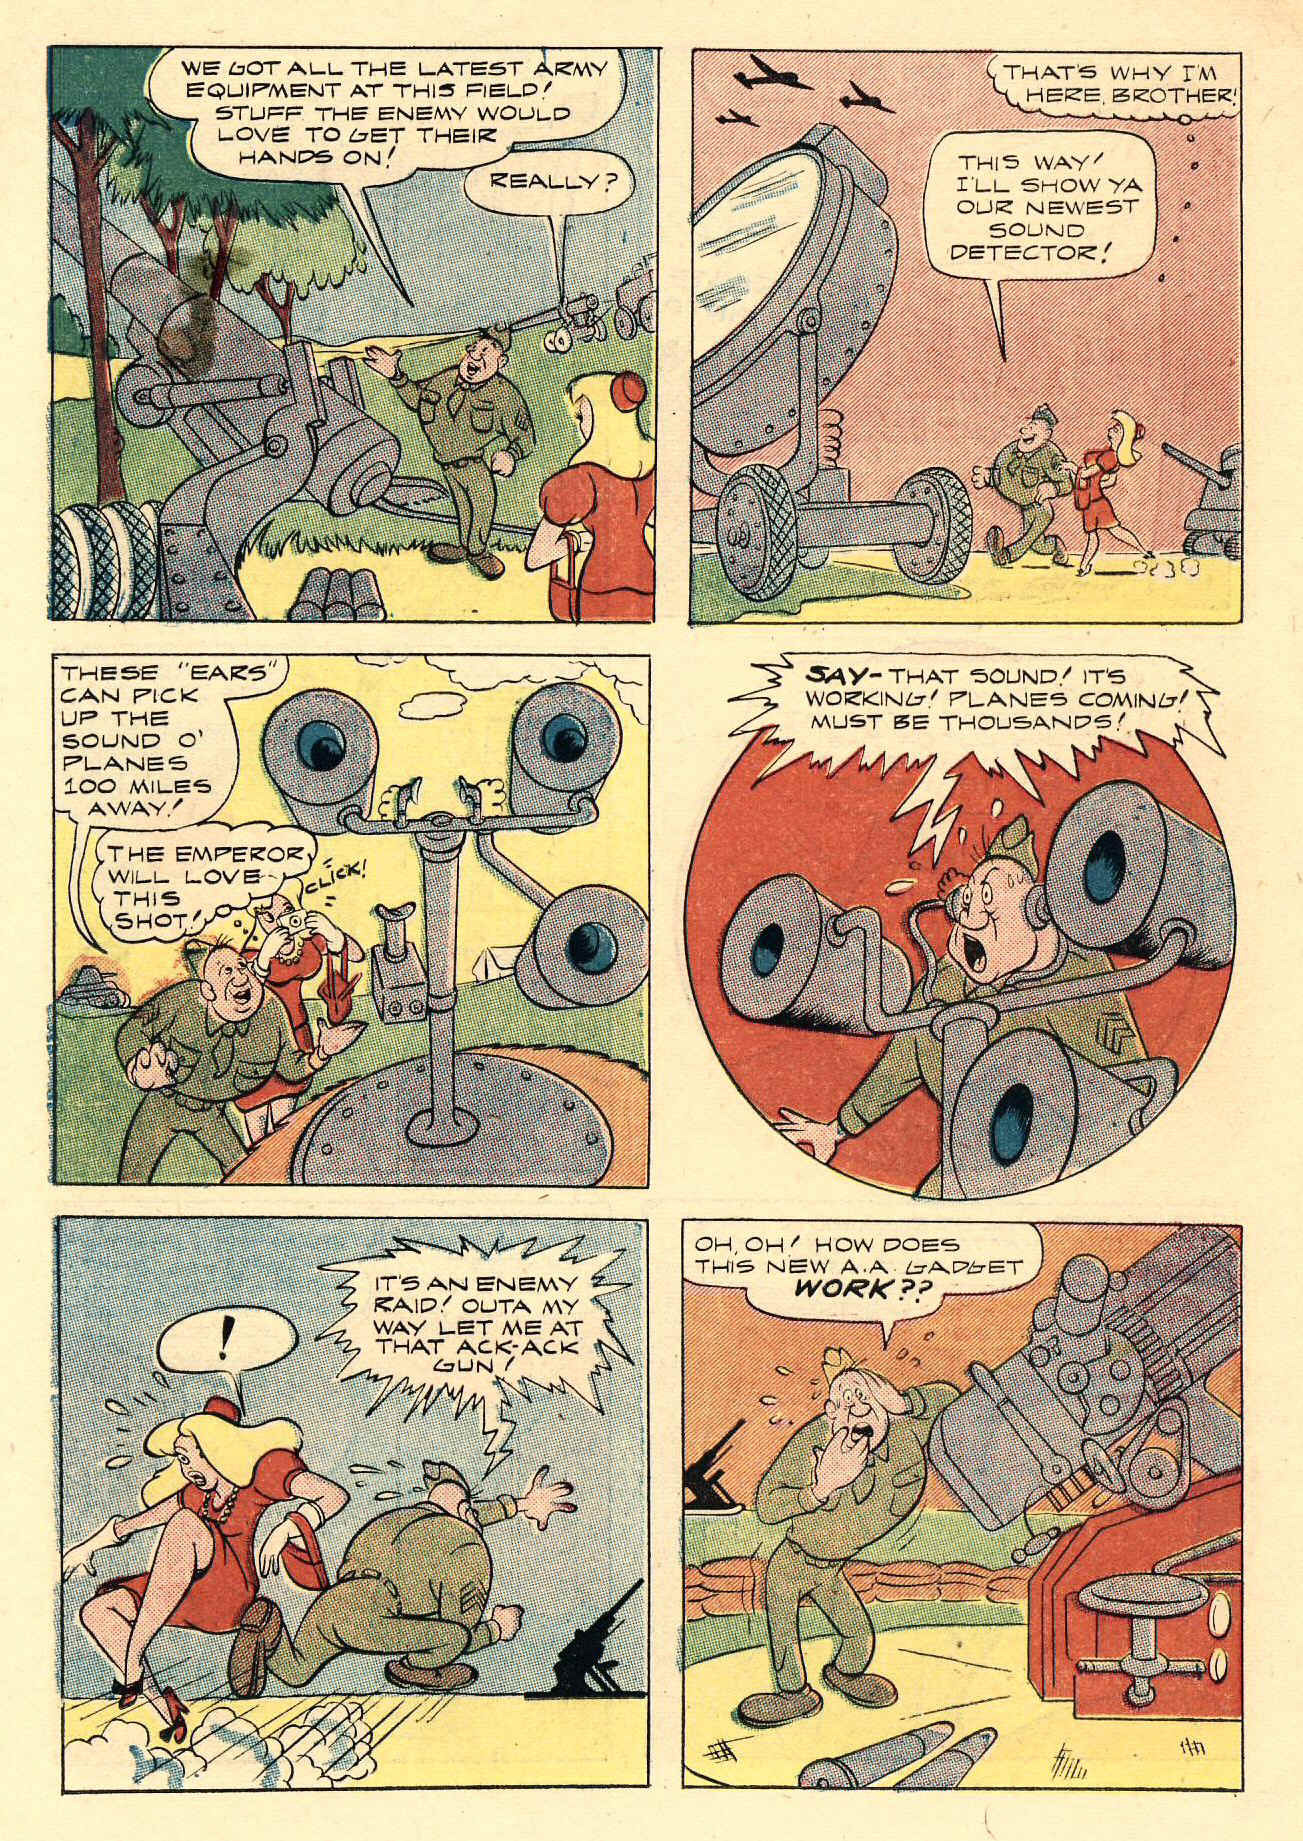 WE GOT ALL THE LATEST ARMY
EQUIPMENT AT THIS FIELD!
STUFF THE ENEMY WOULD
LOVE TO GET THEIR
HANDS ON!
REALLY?
THAT'S WHY I'M
HERE, BROTHER!
THIS WAY!
I'LL SHOW YA
OUR NEWEST
SOUND
DETECTOR!
THESE "EARS"
CAN PICK
UP THE
SOUND O'
PLANES
100 MILES
AWAY!
THE EMPEROR
WILL LOVE
THIS
SHOT!
CLICK!
SAY- THAT SOUND! IT'S
WORKING! PLANES COMING!
MUST BE THOUSANDS!
!
IT'S AN ENEMY
RAID! OUTA MY
WAY LET ME AT
THAT ACK-ACK
GUN!
OH, OH! HOW DOES
THIS NEW A.A. GADGET
WORK??